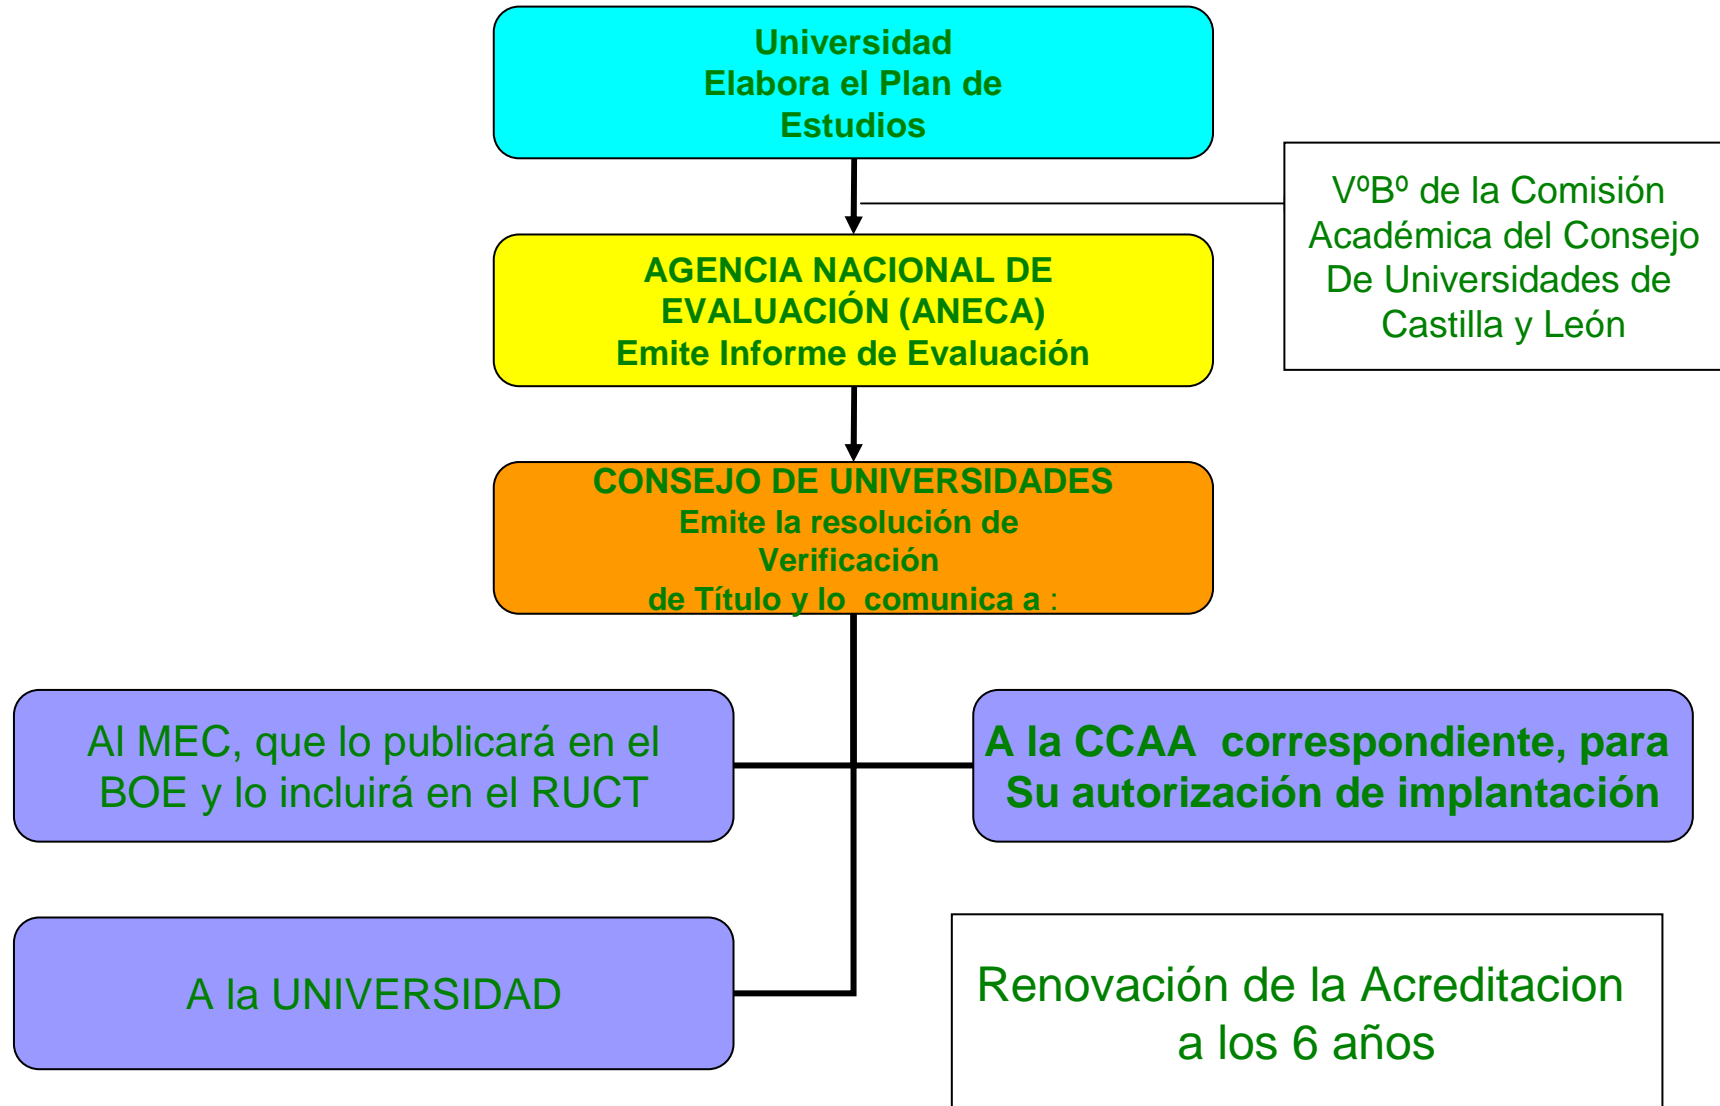 Universidad
Elabora el Plan de
Estudios
VºBº de la Comisión
Académica del Consejo
De Universidades de
Castilla y León
AGENCIA NACIONAL DE
EVALUACIÓN (ANECA)
Emite Informe de Evaluación
CONSEJO DE UNIVERSIDADES
Emite la resolución de
Verificación
de Título y lo comunica a :
Al MEC, que lo publicará en el
BOE y lo incluirá en el RUCT
A la CCAA correspondiente, para
Su autorización de implantación
A la UNIVERSIDAD
Renovación de la Acreditacion
a los 6 años